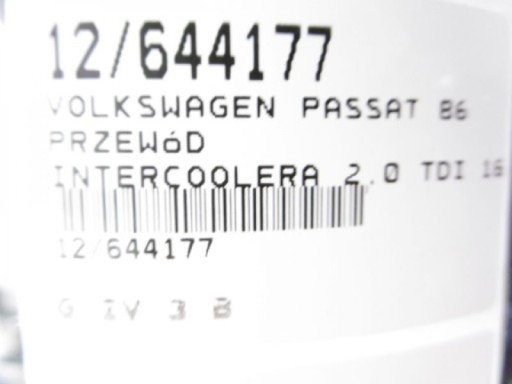 12/644177
VOLKSWAGEN PASSAT B6
PRZEWóD
INTERCOOLERA 2.0 TDI 16
12/644177
G IV 3 B